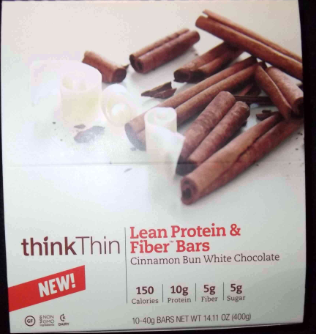 thinkThin
Lean Protein &
Fiber™ Bars
Cinnamon Bun White Chocolate
NEW!
150 10g 5g 5g
Calories Protein Fiber Sugar
10-40g BARS NET WT 14.11 OZ (400g)